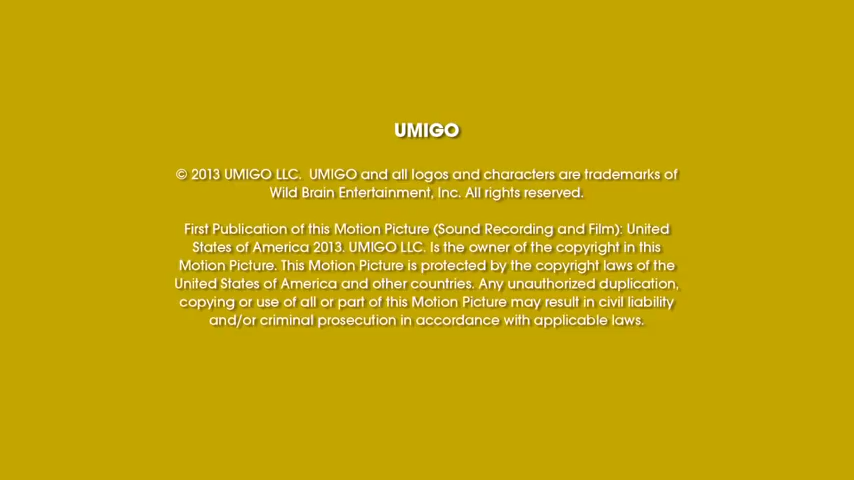 UMIGO
© 2013 UMIGO LLC.  UMIGO and all logos and characters are trademarks of
Wild Brain Entertainment, Inc. All rights reserved.
First Publication of this Motion Picture (Sound Recording and Film): United
States of America 2013. UMIGO LLC. Is the owner of the copyright in this
Motion Picture. This Motion Picture is protected by the copyright laws of the
United States of America and other countries. Any unauthorized duplication,
copying or use of all or part of this Motion Picture may result in civil liability
and/or criminal prosecution in accordance with applicable laws.